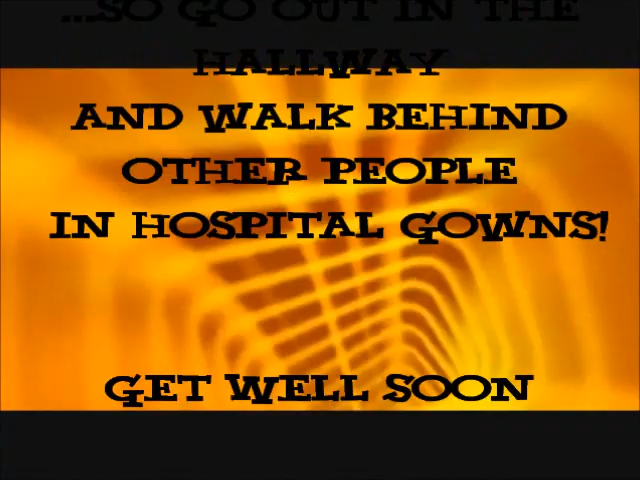 ...SO GO OUT IN THE
HALLWAY
AND WALK BEHIND
OTHER PEOPLE
IN HOSPITAL GOWNS!
GET WELL SOON